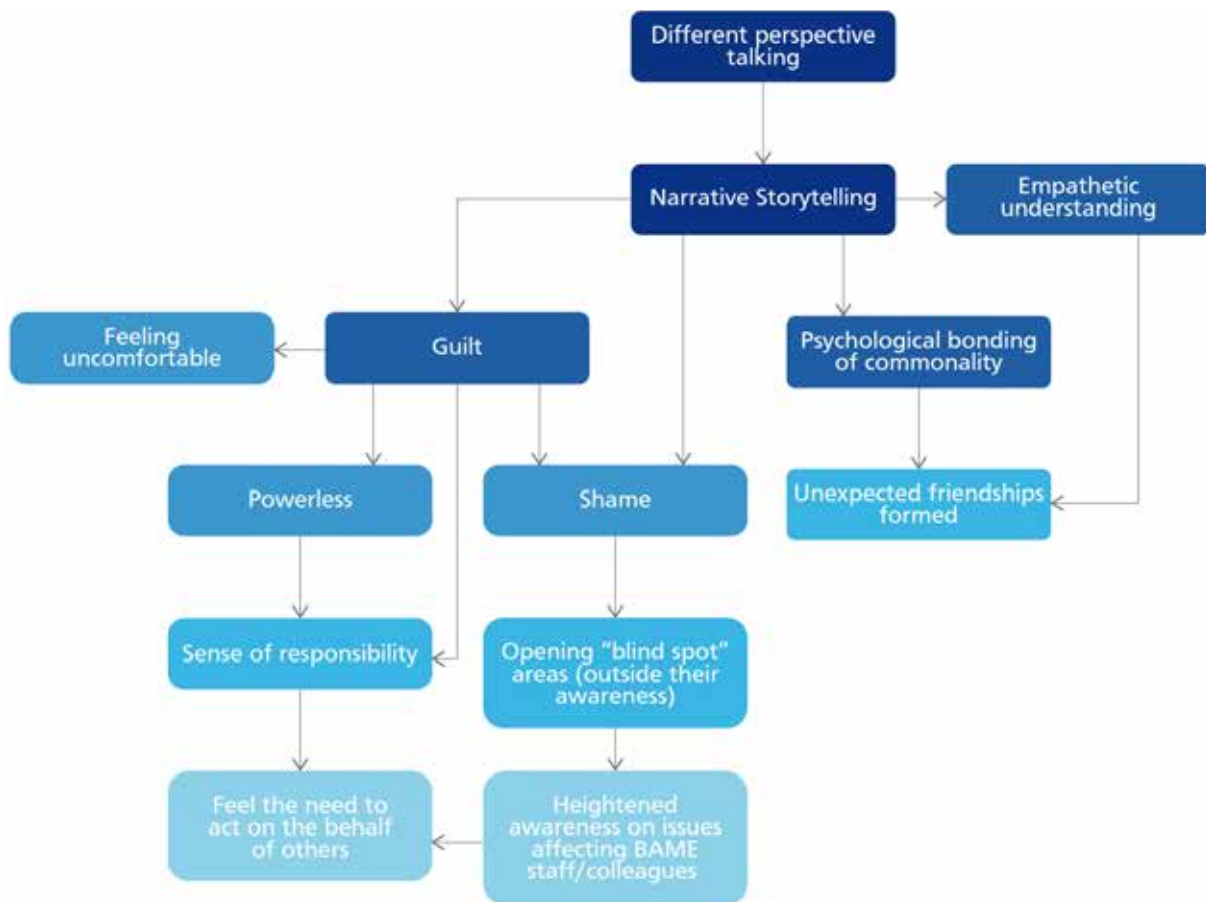 Different perspective
talking
Narrative Storytelling
Empathetic
understanding
Feeling
uncomfortable
Guilt
Psychological bonding
of commonality
Powerless
Shame
Unexpected friendships
formed
Sense of responsibility
Opening “blind spot”
areas (outside their
awareness)
Feel the need to
act on the behalf
of others
Heightened
awareness on issues
affecting BAME
staff/colleagues